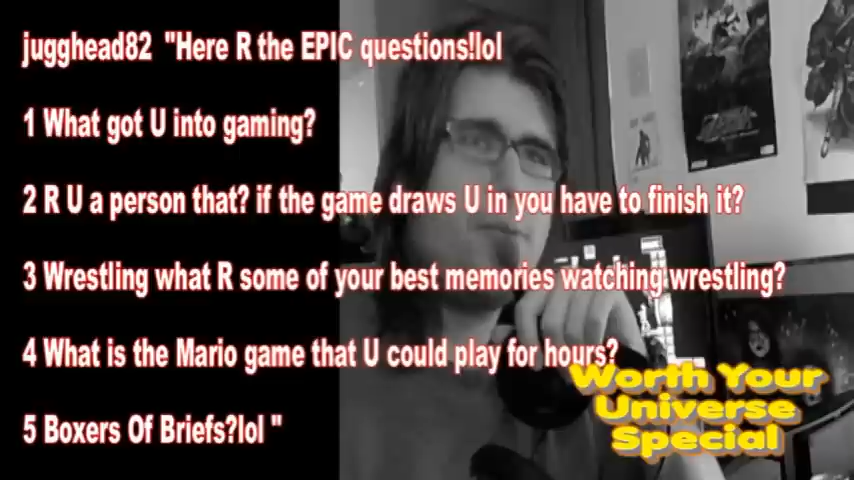 jugghead82 "Here R the EPIC questions!lol
1 What got U into gaming?
2 R U a person that? if the game draws U in you have to finish it?
3 Wrestling what R some of your best memories watching wrestling?
4 What is the Mario game that U could play for hours?
5 Boxers Of Briefs?lol "
Worth Your
Universe
Special